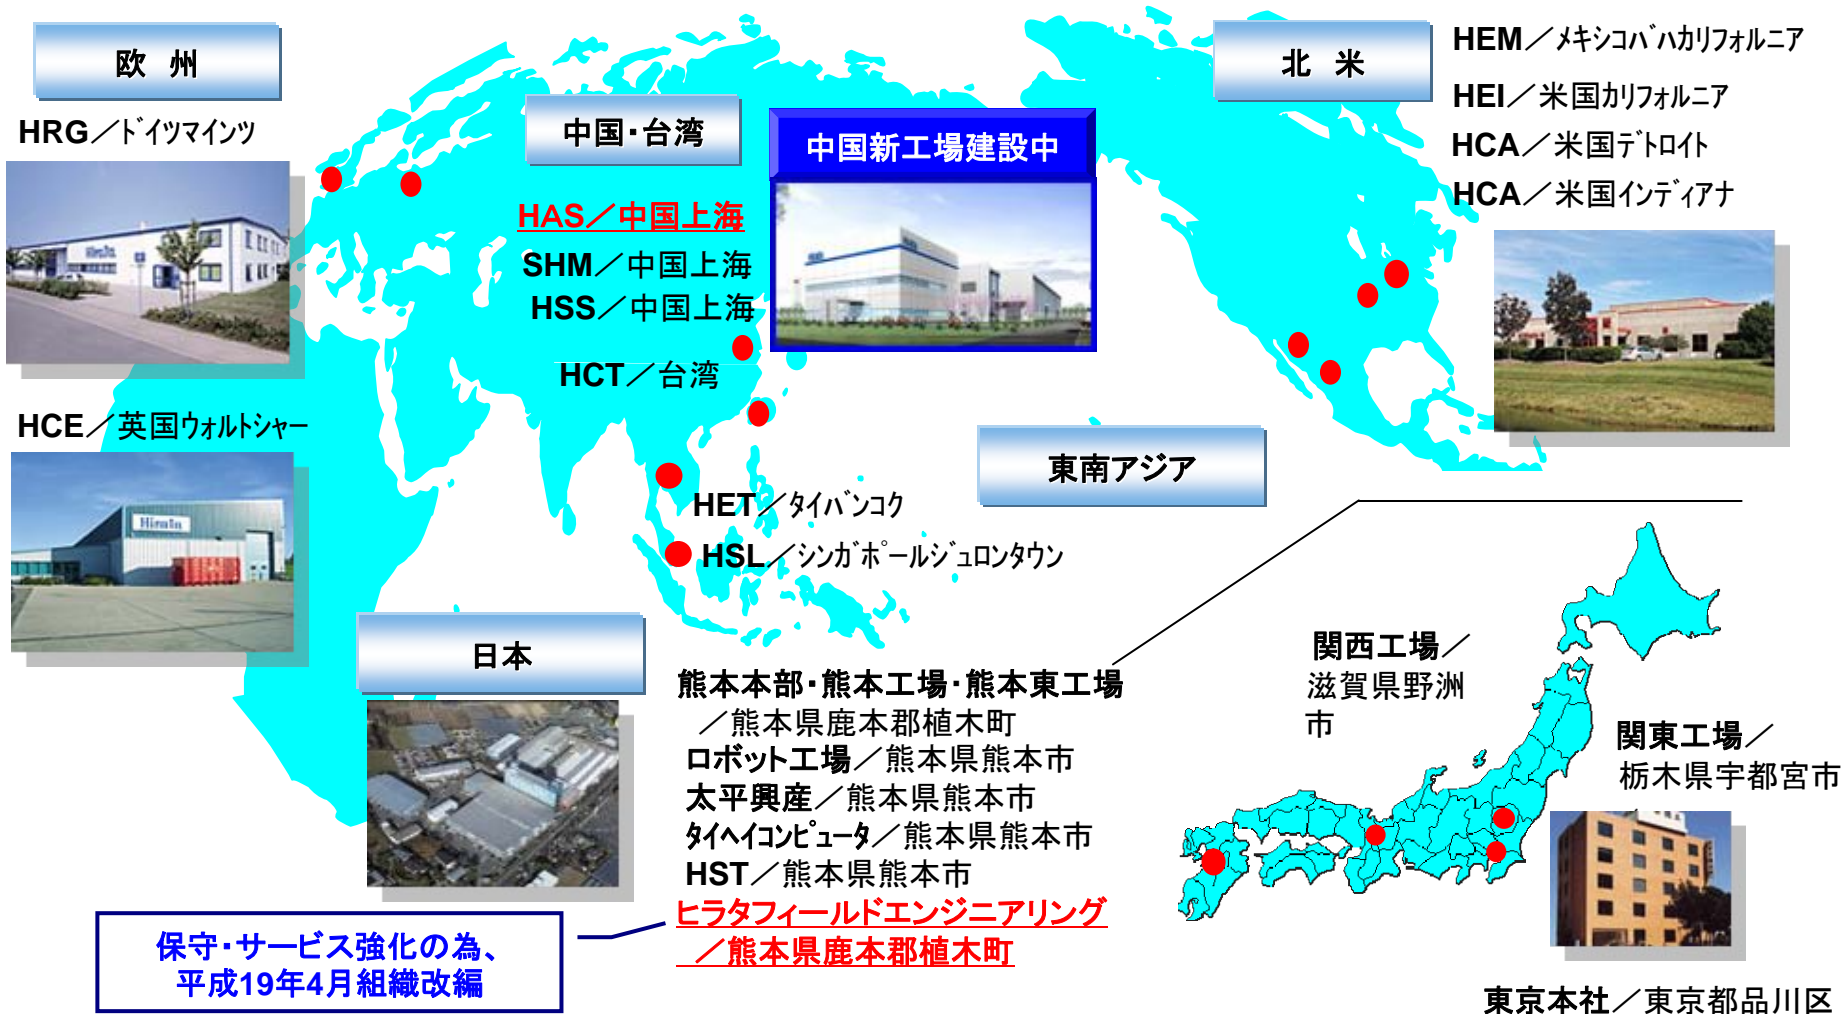 欧 州
HRG／ドイツマインツ
Hirata
HCE／英国ウォルトシャー
Hirata
中国・台湾
HAS／中国上海
SHM／中国上海
HSS／中国上海
HCT／台湾
中国新工場建設中
北 米
HEM／メキシコバハカリフォルニア
HEI／米国カリフォルニア
HCA／米国デトロイト
HCA／米国インディアナ
東南アジア
HET／タイバンコク
HSL／シンガポールジュロンタウン
日本
熊本本部・熊本工場・熊本東工場
／熊本県鹿本郡植木町
ロボット工場／熊本県熊本市
太平興産／熊本県熊本市
タイヘイコンピュータ／熊本県熊本市
HST／熊本県熊本市
ヒラタフィールドエンジニアリング
／熊本県鹿本郡植木町
保守・サービス強化の為、
平成19年4月組織改編
関西工場／
滋賀県野洲
市
関東工場／
栃木県宇都宮市
東京本社／東京都品川区